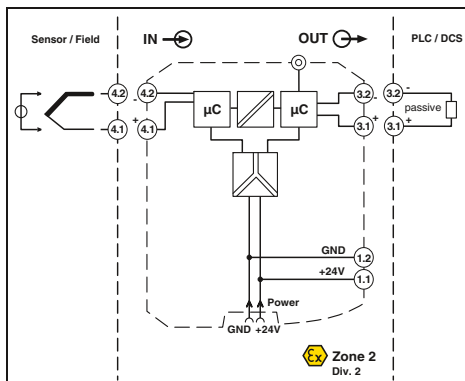 Sensor / Field
IN
OUT
PLC / DCS
4.2
4.2
-
µC
µC
3.2
-
3.2
-
passive
4.1
+
4.1
3.1
+
3.1
+
GND
1.2
+24V
1.1
Power
GND +24V
Ex
Zone 2
Div. 2